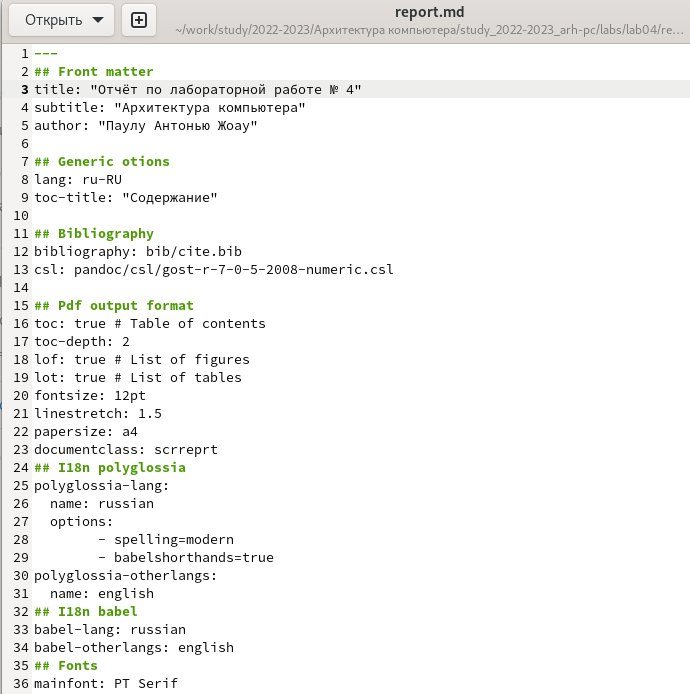 Открыть
report.md
~/work/study/2022-2023/Архитектура компьютера/study_2022-2023_arh-pc/labs/lab04/re...
1 ---
2 ## Front matter
3 title: "Отчёт по лабораторной работе № 4"
4 subtitle: "Архитектура компьютера"
5 author: "Паулу Антонью Жоау"
6
7 ## Generic otions
8 lang: ru-RU
9 toc-title: "Содержание"
10
11 ## Bibliography
12 bibliography: bib/cite.bib
13 csl: pandoc/csl/gost-r-7-0-5-2008-numeric.csl
14
15 ## Pdf output format
16 toc: true # Table of contents
17 toc-depth: 2
18 lof: true # List of figures
19 lot: true # List of tables
20 fontsize: 12pt
21 linestretch: 1.5
22 papersize: a4
23 documentclass: scrreprt
24 ## I18n polyglossia
25 polyglossia-lang:
26   name: russian
27   options:
28         - spelling=modern
29         - babelshorthands=true
30 polyglossia-otherlangs:
31   name: english
32 ## I18n babel
33 babel-lang: russian
34 babel-otherlangs: english
35 ## Fonts
36 mainfont: PT Serif